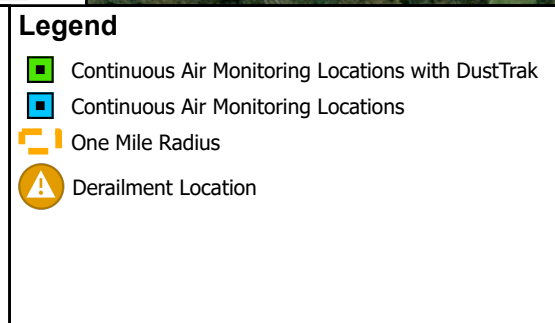 Legend
Continuous Air Monitoring Locations with DustTrak
Continuous Air Monitoring Locations
One Mile Radius
Derailment Location